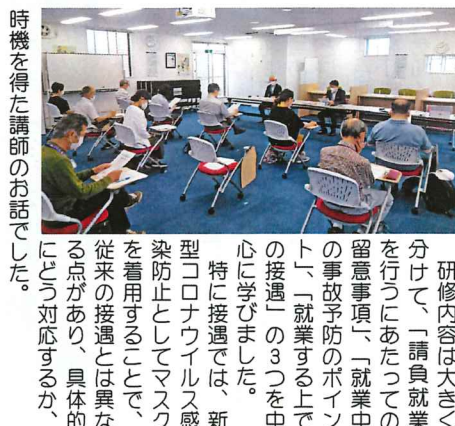 研修内容は大きく
分けて、「請負就業
を行うにあたっての
留意事項」、「就業中
の事故予防のポイン
ト」、「就業する上で
の接遇」の3つを中
心に学びました。
特に接遇では、新
型コロナウイルス感
染防止としてマスク
を着用することで、
従来の接遇とは異な
る点があり、具体的
にどう対応するか、
時機を得た講師のお話でした。